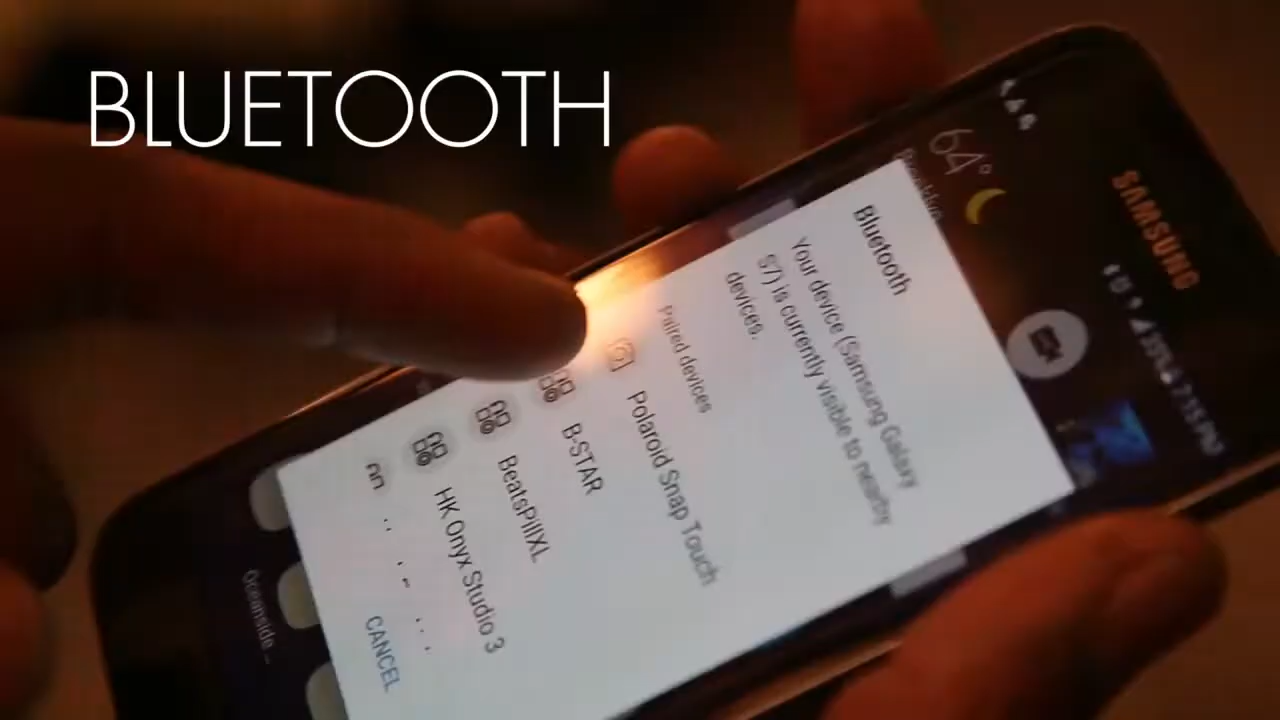 BLUETOOTH
SAMSUNG
64°
Bluetooth
Your device (Samsung Galaxy
S7) is currently visible to nearby
devices.
Paired devices
Polaroid Snap Touch
B-STAR
BeatsPillXL
HK Onyx Studio 3
CANCEL
Oceanside...